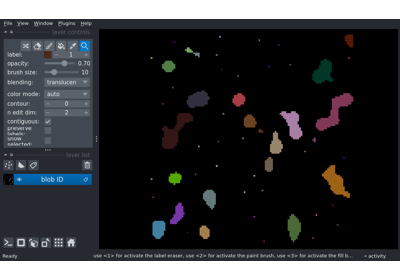 File View Window Plugins Help
layer controls
label: 1
opacity: 0.70
brush size: 10
blending: translucen
color mode: auto
contour: 0
n edit dim: 2
contiguous:
preserve
labels:
show
selected:
layer list
blob ID
Ready
use <1> for activate the label eraser, use <2> for activate the paint brush, use <3> for activate the fill b...
activity